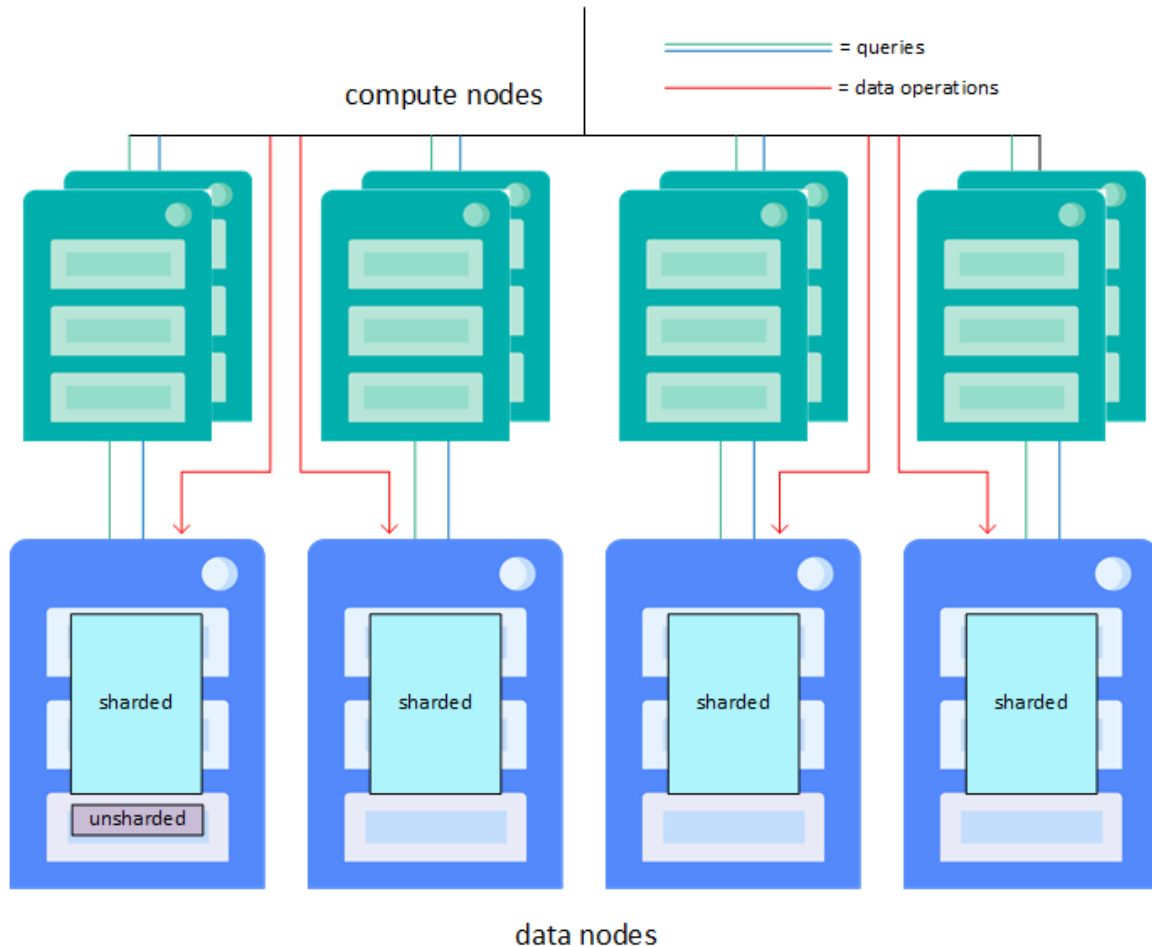 = queries
compute nodes
= data operations
sharded
sharded
sharded
sharded
unsharded
data nodes